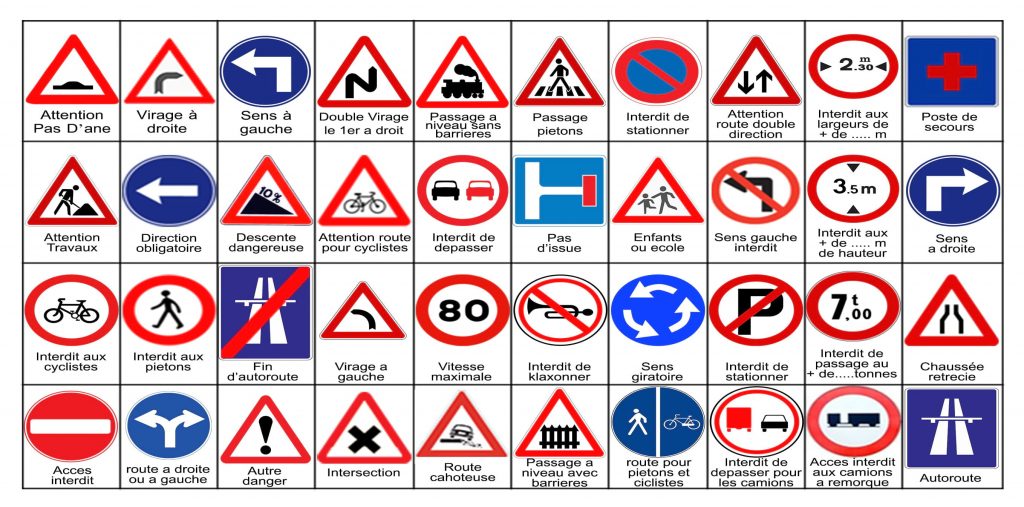 Attention
Pas D'ane
Virage à
droite
Sens à
gauche
Double Virage
le 1er a droit
Passage a
niveau sans
barrieres
Passage
pietons
Interdit de
stationner
Attention
route double
direction
2.30 m
Interdit aux
largeurs de
+ de ..... m
Poste de
secours
Attention
Travaux
Direction
obligatoire
10%
Descente
dangereuse
Attention route
pour cyclistes
Interdit de
depasser
Pas
d'issue
Enfants
ou ecole
Sens gauche
interdit
3.5m
Interdit aux
+ de ..... m
de hauteur
Sens
a droite
Interdit aux
cyclistes
Interdit aux
pietons
Fin
d'autoroute
Virage a
gauche
80
Vitesse
maximale
Interdit de
klaxonner
Sens
giratoire
P
Interdit de
stationner
7,00 t
Interdit de
passage au
+ de.....tonnes
Chaussée
retrecie
Acces
interdit
route a droite
ou a gauche
Autre
danger
Intersection
Route
cahoteuse
Passage a
niveau avec
barrieres
route pour
pietons et
ciclistes
Interdit de
depasser pour
les camions
Acces interdit
aux camions
a remorque
Autoroute